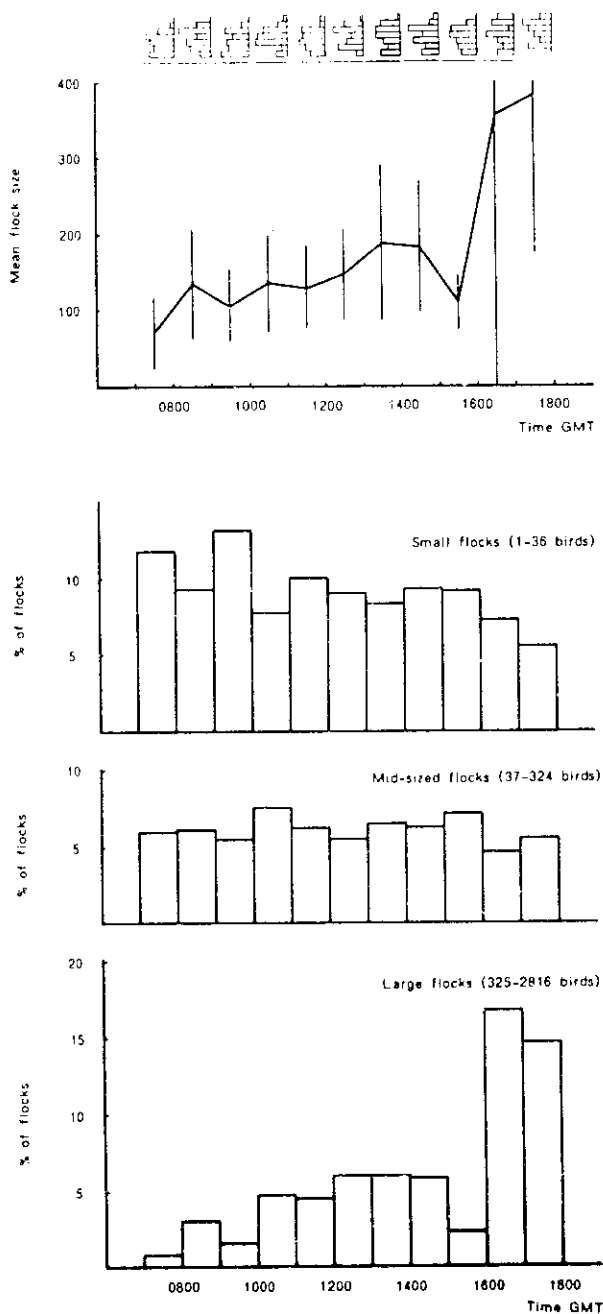 400
300
200
100
Mean flock size
0800 1000 1200 1400 1600 1800
Time GMT
Small flocks (1-36 birds)
10
5
% of flocks
Mid-sized flocks (37-324 birds)
10
5
% of flocks
Large flocks (325-2816 birds)
20
15
10
5
% of flocks
0800 1000 1200 1400 1600 1800
Time GMT